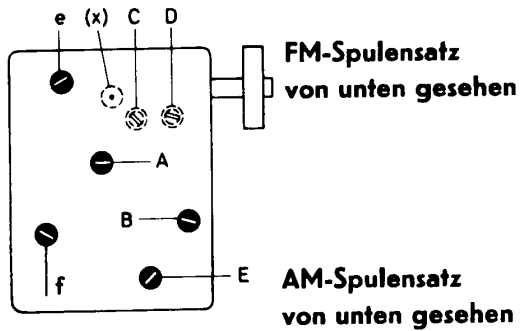 e (x) C D
FM-Spulensatz
von unten gesehen
A
B
f
E
AM-Spulensatz
von unten gesehen